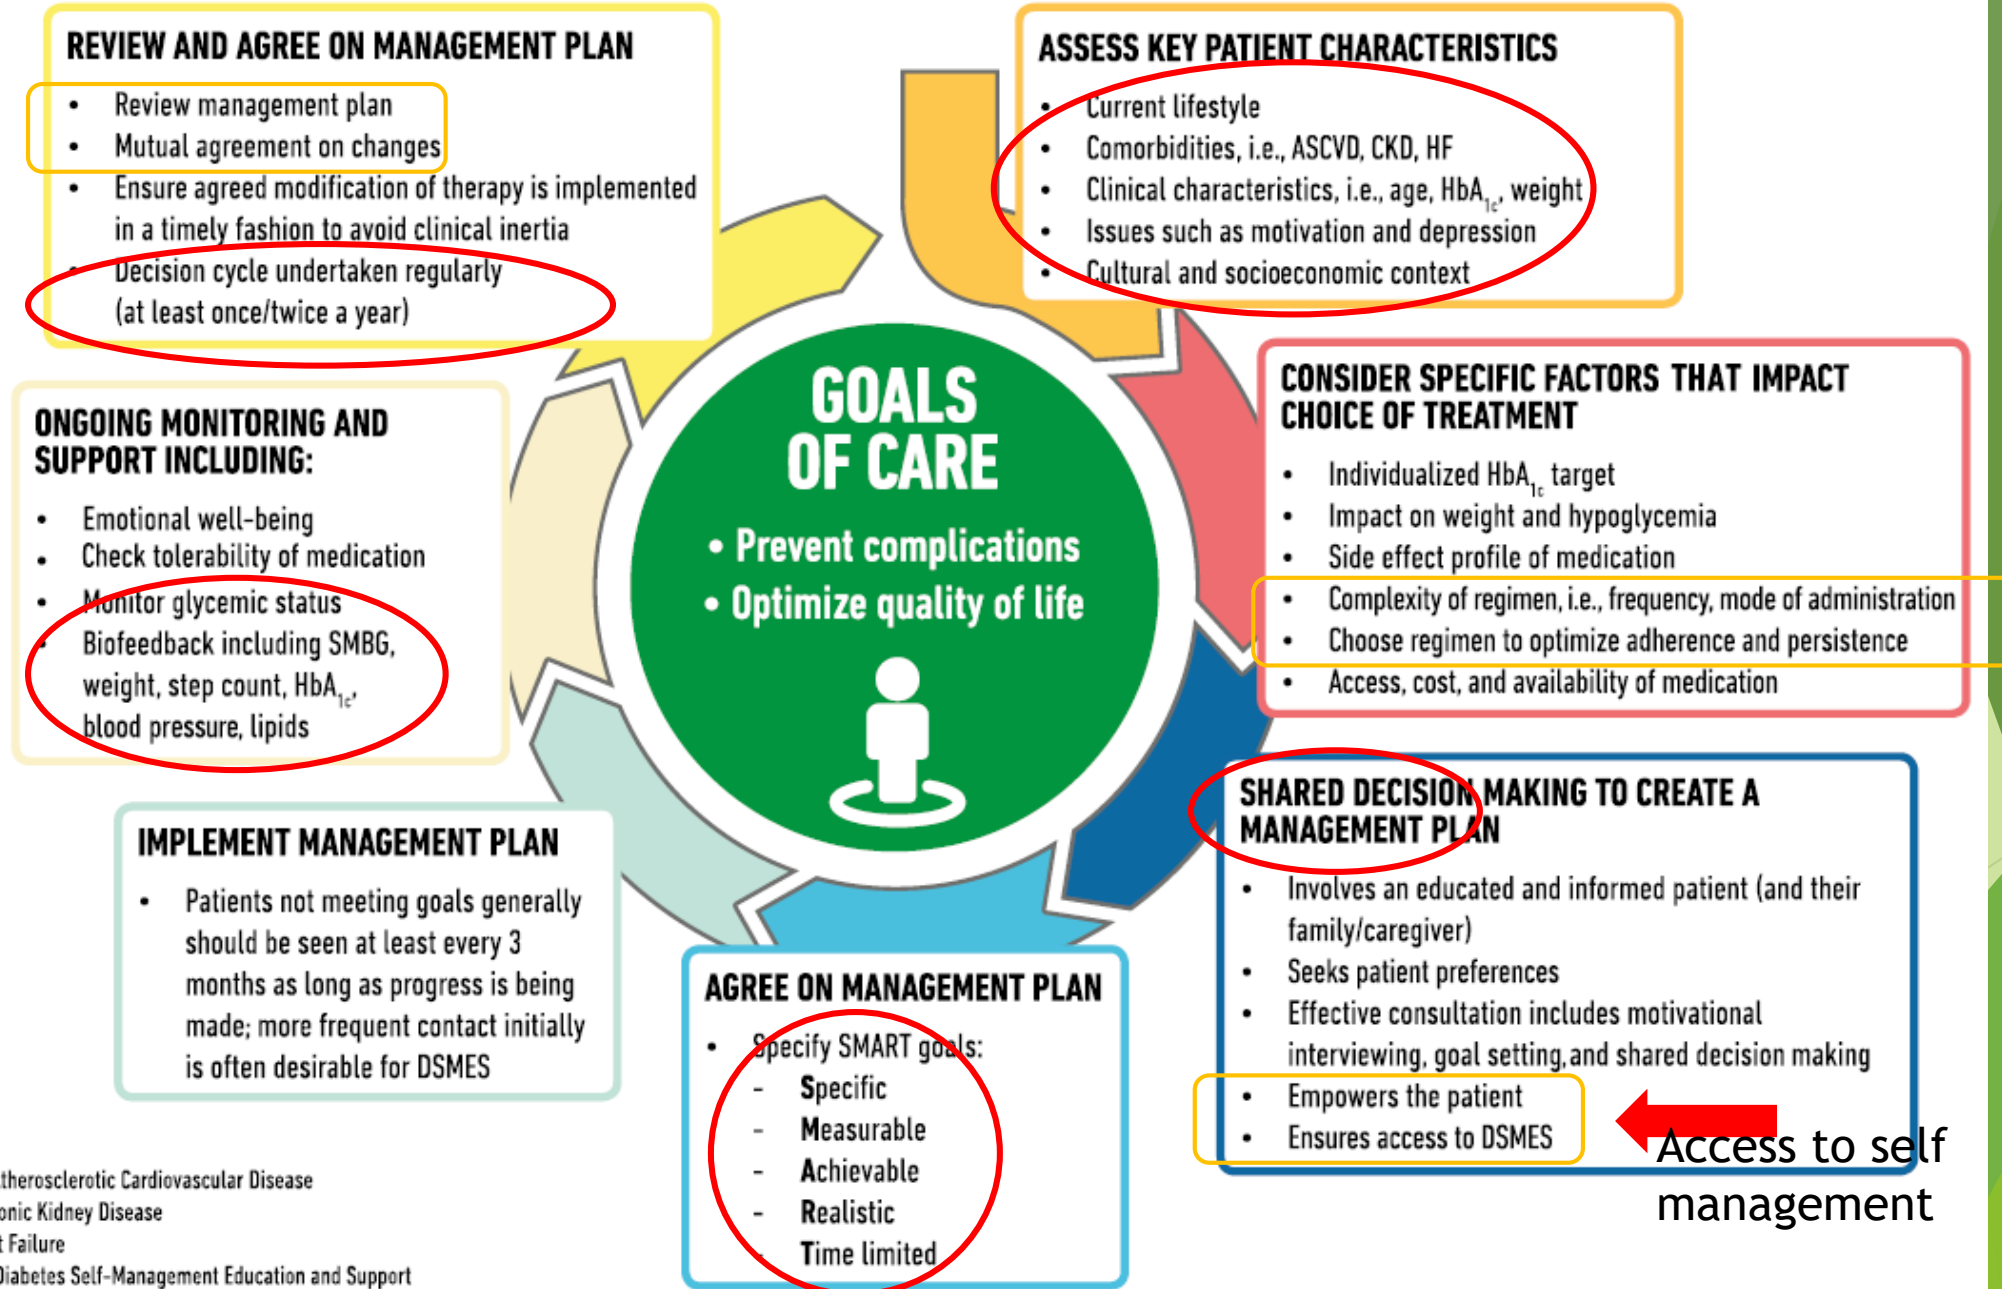 REVIEW AND AGREE ON MANAGEMENT PLAN
• Review management plan
• Mutual agreement on changes
• Ensure agreed modification of therapy is implemented
in a timely fashion to avoid clinical inertia
• Decision cycle undertaken regularly
(at least once/twice a year)
ASSESS KEY PATIENT CHARACTERISTICS
• Current lifestyle
• Comorbidities, i.e., ASCVD, CKD, HF
• Clinical characteristics, i.e., age, HbA1c, weight
• Issues such as motivation and depression
• Cultural and socioeconomic context
CONSIDER SPECIFIC FACTORS THAT IMPACT
CHOICE OF TREATMENT
• Individualized HbA1c target
• Impact on weight and hypoglycemia
• Side effect profile of medication
• Complexity of regimen, i.e., frequency, mode of administration
• Choose regimen to optimize adherence and persistence
• Access, cost, and availability of medication
SHARED DECISION MAKING TO CREATE A
MANAGEMENT PLAN
• Involves an educated and informed patient (and their
family/caregiver)
• Seeks patient preferences
• Effective consultation includes motivational
interviewing, goal setting, and shared decision making
• Empowers the patient
• Ensures access to DSMES
Access to self
management
AGREE ON MANAGEMENT PLAN
• Specify SMART goals:
- Specific
- Measurable
- Achievable
- Realistic
- Time limited
IMPLEMENT MANAGEMENT PLAN
• Patients not meeting goals generally
should be seen at least every 3
months as long as progress is being
made; more frequent contact initially
is often desirable for DSMES
ONGOING MONITORING AND
SUPPORT INCLUDING:
• Emotional well-being
• Check tolerability of medication
• Monitor glycemic status
• Biofeedback including SMBG,
weight, step count, HbA1c,
blood pressure, lipids
GOALS
OF CARE
• Prevent complications
• Optimize quality of life
therosclerotic Cardiovascular Disease
onic Kidney Disease
t Failure
Diabetes Self-Management Education and Support